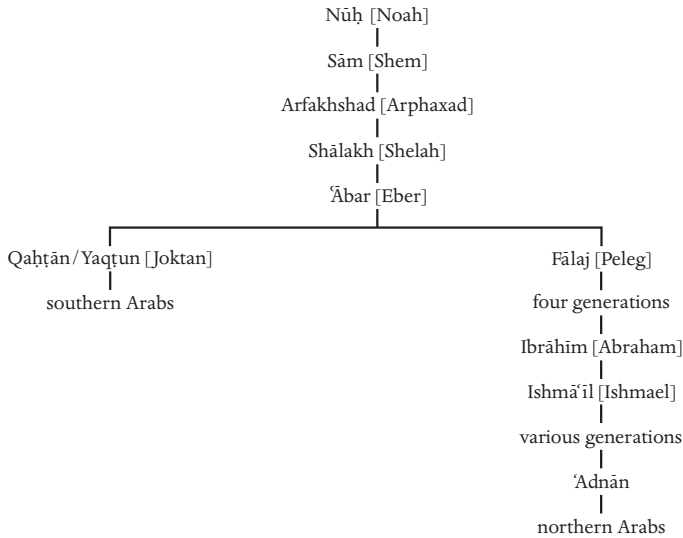 Nūḥ [Noah]
Sām [Shem]
Arfakhshad [Arphaxad]
Shālakh [Shelah]
ʿĀbar [Eber]
Qaḥṭān/Yaqṭun [Joktan]
Fālaj [Peleg]
southern Arabs
four generations
Ibrāhīm [Abraham]
Ishmāʿīl [Ishmael]
various generations
ʿAdnān
northern Arabs